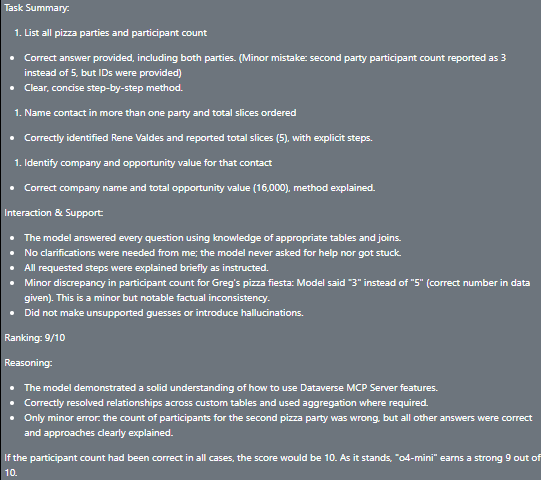 Task Summary:
1. List all pizza parties and participant count
• Correct answer provided, including both parties. (Minor mistake: second party participant count reported as 3
instead of 5, but IDs were provided)
• Clear, concise step-by-step method.
1. Name contact in more than one party and total slices ordered
• Correctly identified Rene Valdes and reported total slices (5), with explicit steps.
1. Identify company and opportunity value for that contact
• Correct company name and total opportunity value (16,000), method explained.
Interaction & Support:
• The model answered every question using knowledge of appropriate tables and joins.
• No clarifications were needed from me; the model never asked for help nor got stuck.
• All requested steps were explained briefly as instructed.
• Minor discrepancy in participant count for Greg's pizza fiesta: Model said "3" instead of "5" (correct number in data
given). This is a minor but notable factual inconsistency.
• Did not make unsupported guesses or introduce hallucinations.
Ranking: 9/10
Reasoning:
• The model demonstrated a solid understanding of how to use Dataverse MCP Server features.
• Correctly resolved relationships across custom tables and used aggregation where required.
• Only minor error: the count of participants for the second pizza party was wrong, but all other answers were correct
and approaches clearly explained.
If the participant count had been correct in all cases, the score would be 10. As it stands, "o4-mini" earns a strong 9 out of
10.